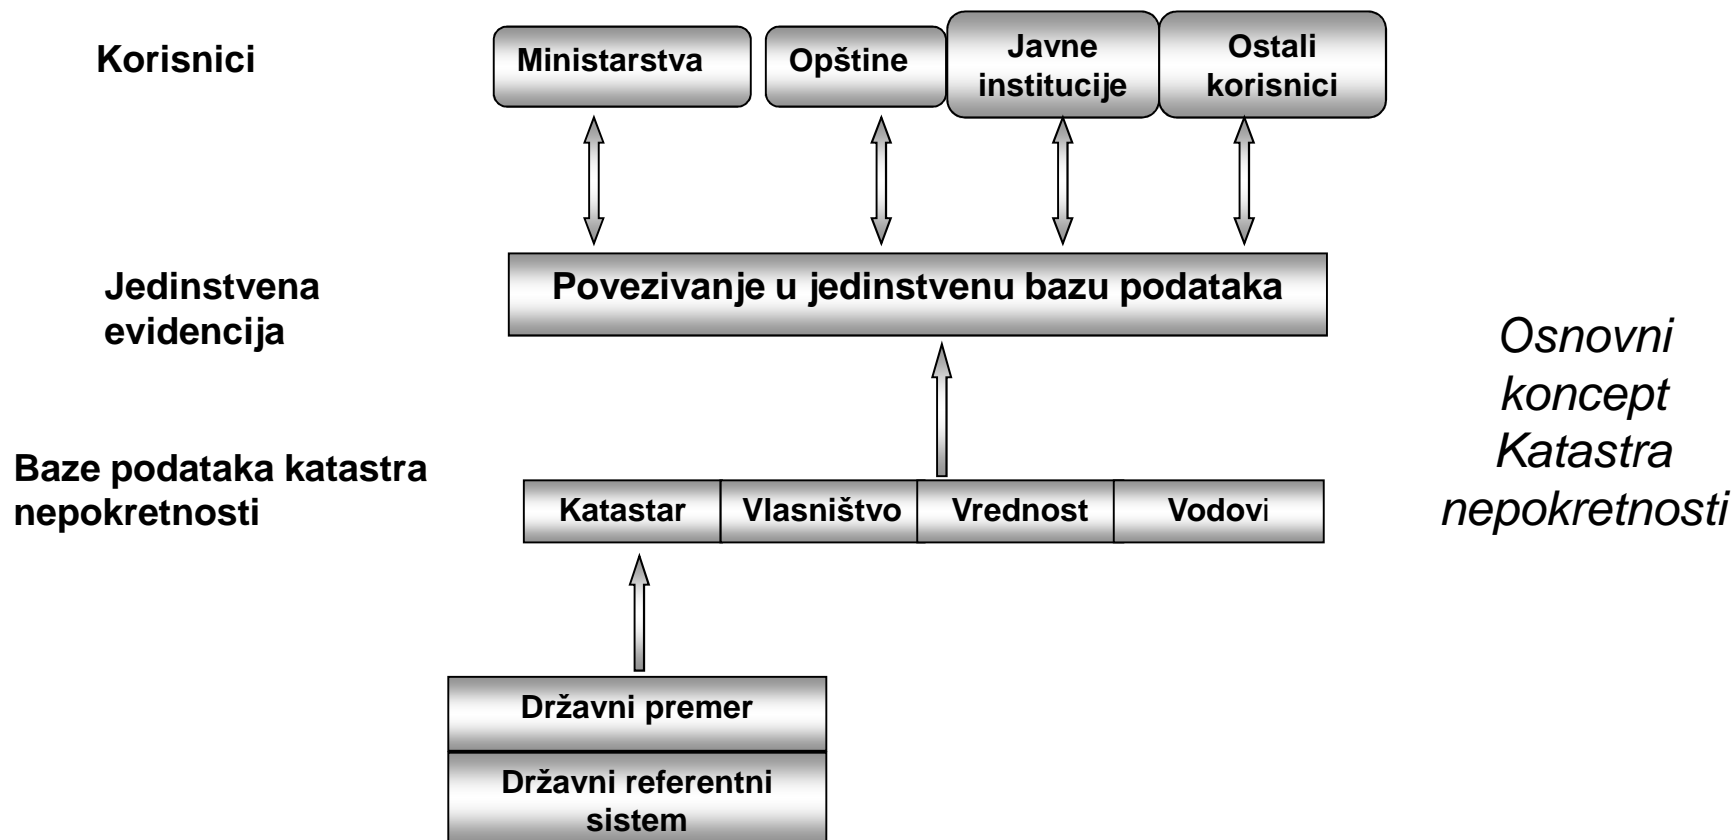 Korisnici
Ministarstva
Opštine
Javne
institucije
Ostali
korisnici
Jedinstvena
evidencija
Povezivanje u jedinstvenu bazu podataka
Osnovni
koncept
Katastra
nepokretnosti
Baze podataka katastra
nepokretnosti
Katastar
Vlasništvo
Vrednost
Vodovi
Državni premer
Državni referentni
sistem